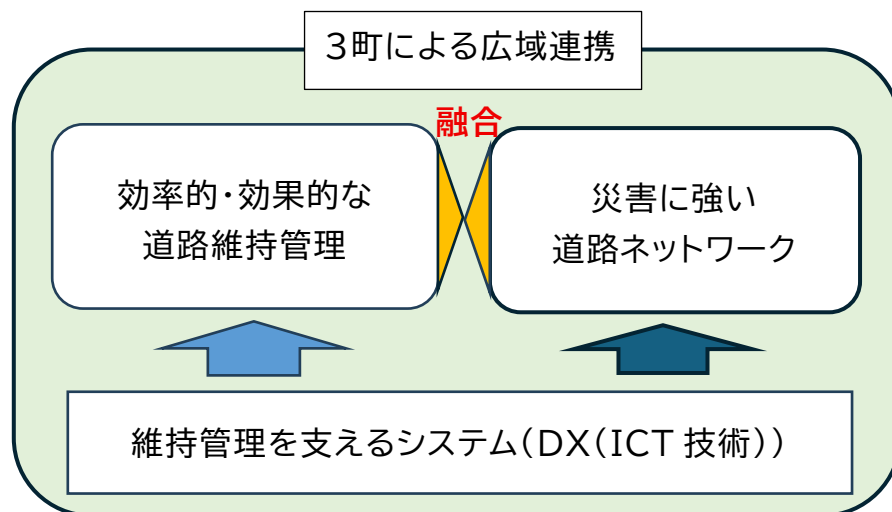 ３町による広域連携
融合
効率的・効果的な
道路維持管理
災害に強い
道路ネットワーク
維持管理を支えるシステム（DX（ICT 技術））